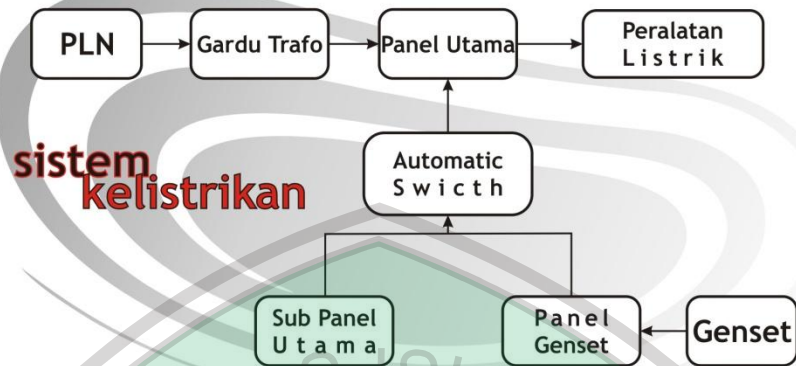 PLN
Gardu Trafo
Panel Utama
Peralatan
Listrik
sistem
kelistrikan
Automatic
Swicth
Sub Panel
Utama
Panel
Genset
Genset